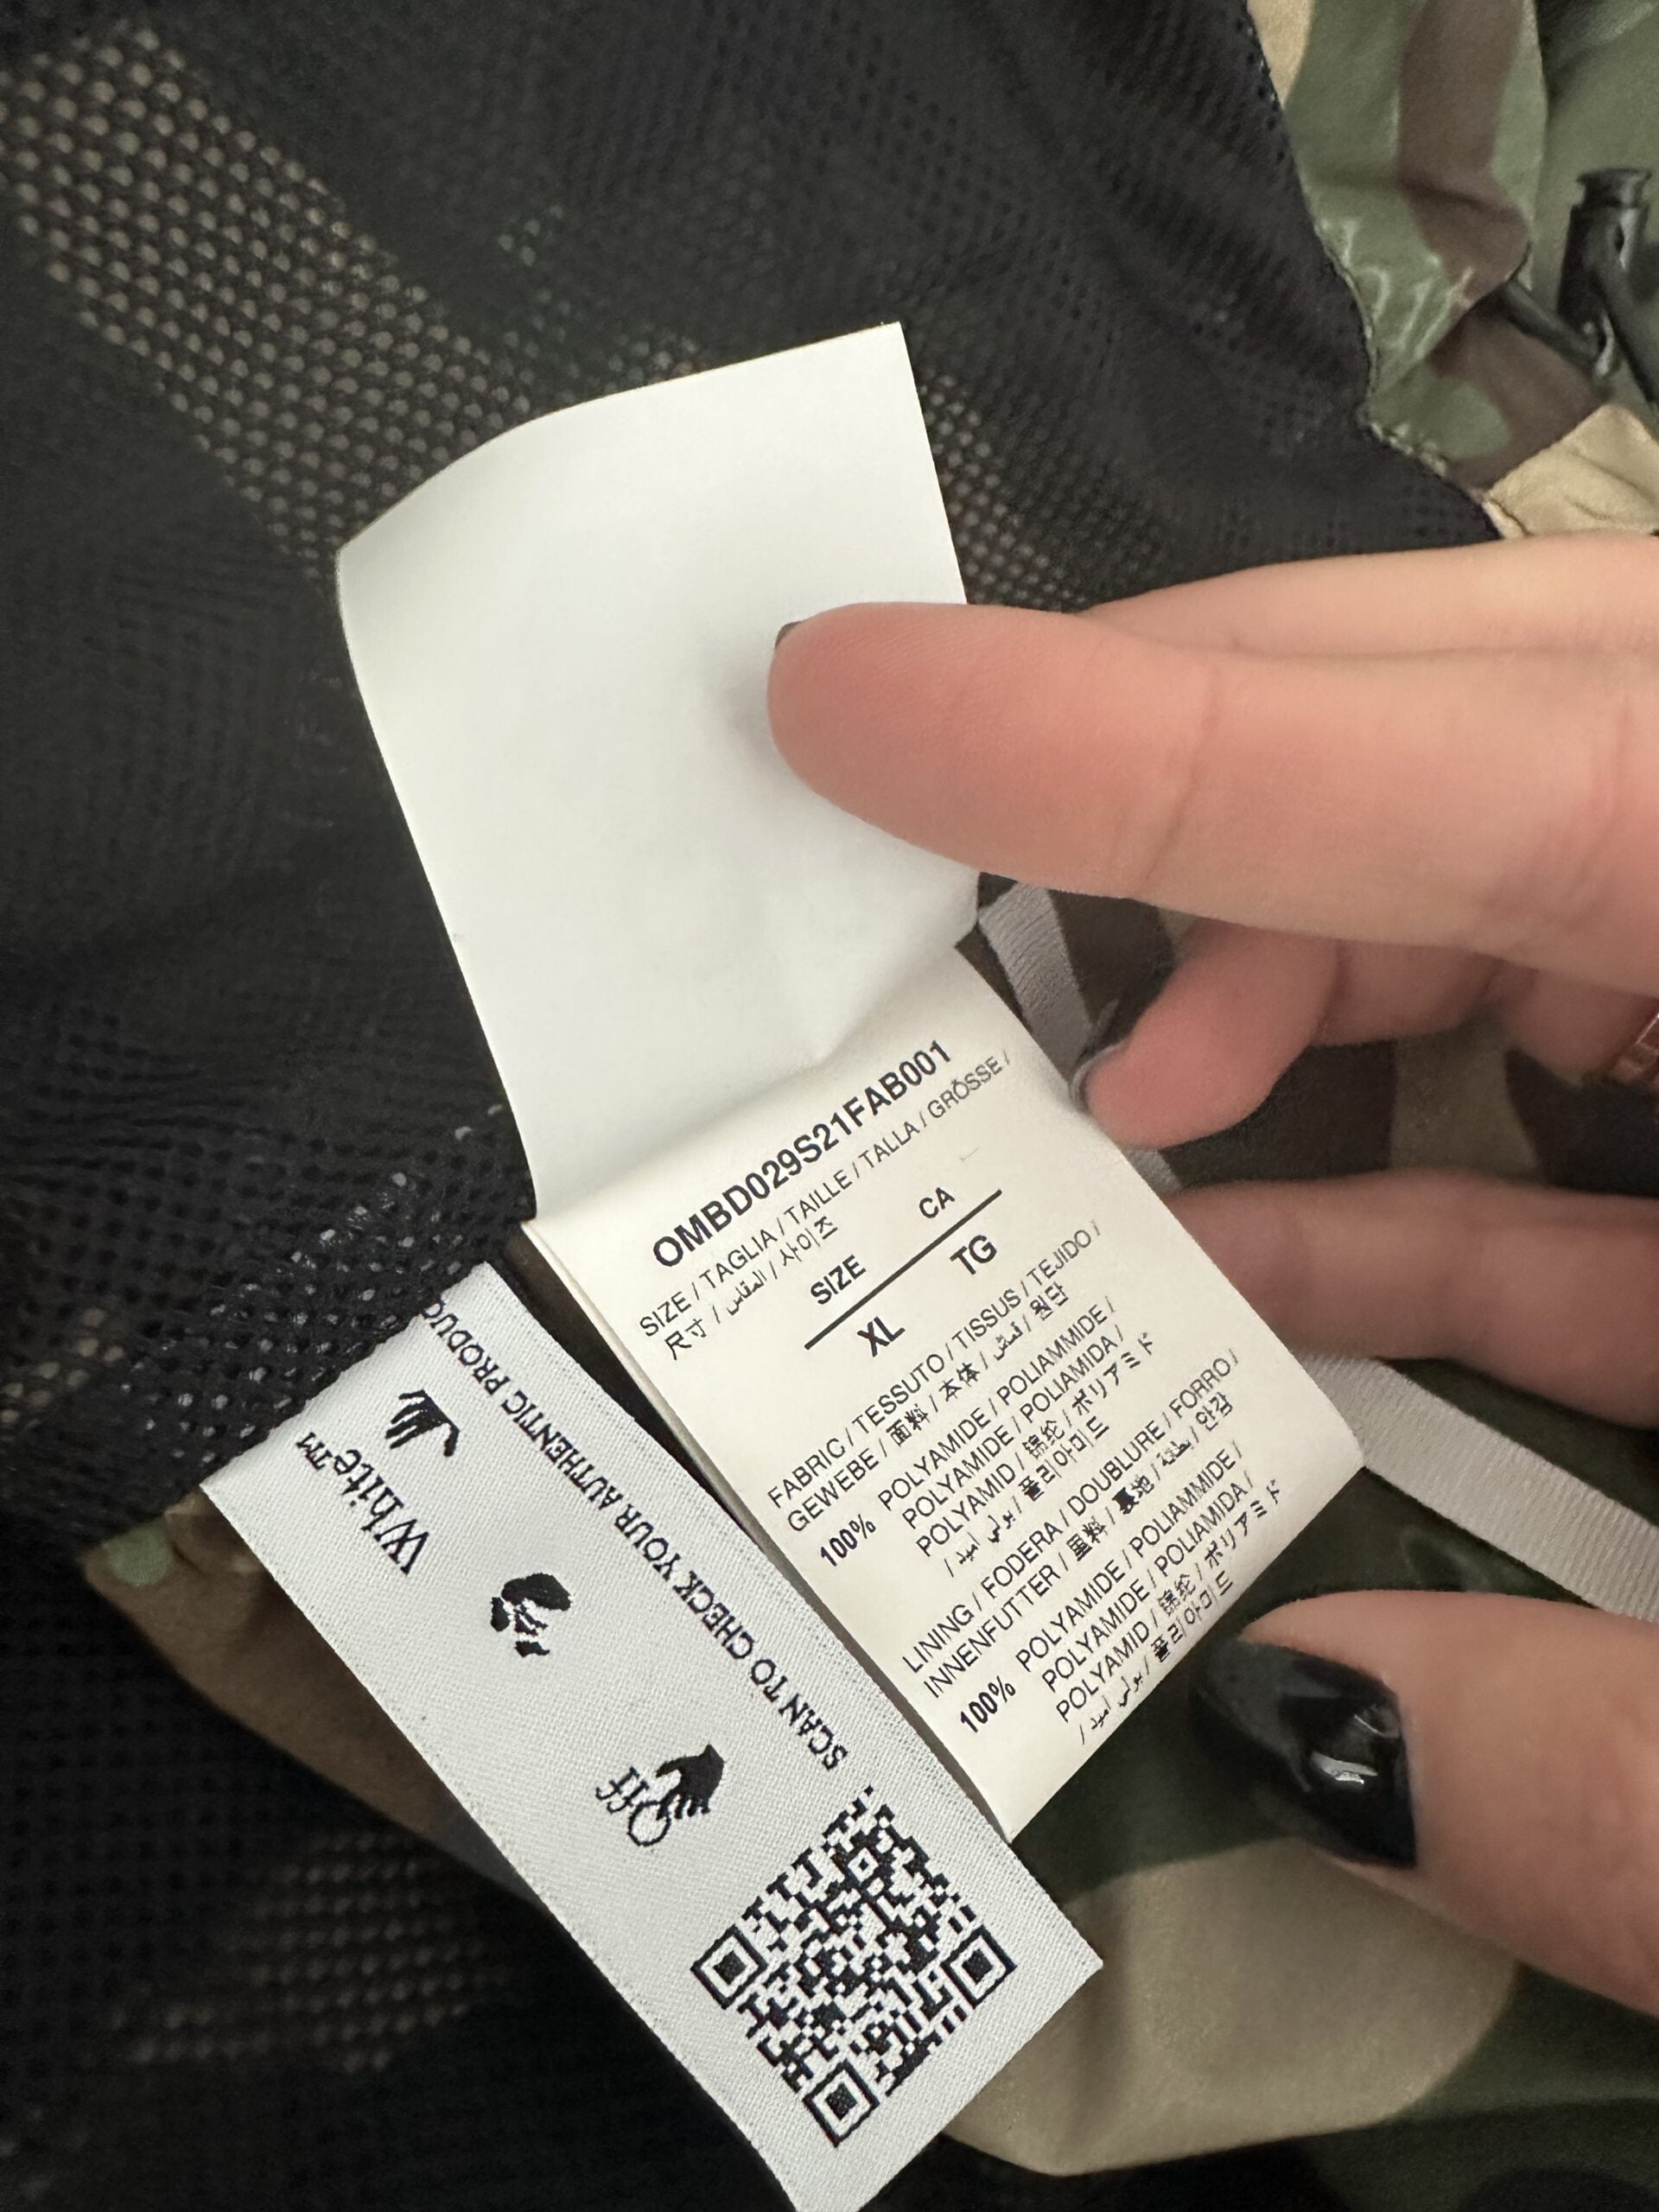 OMBD029S21FAB001
SIZE / TAGLIA / TAILLE / TALLA / GRÖSSE /
尺寸 / المقاس / 사이즈
SIZE CA
XL TG
FABRIC / TESSUTO / TISSUS / TEJIDO /
GEWEBE / 面料 / 本体 / قماش / 원단
100% POLYAMIDE / POLIAMMIDE /
POLYAMIDE / POLIAMIDA /
POLYAMID / 锦纶 / ポリアミド
/ بولي أميد / 폴리아미드
LINING / FODERA / DOUBLURE / FORRO /
INNENFUTTER / 里料 / 裏地 / بطانة / 안감
100% POLYAMIDE / POLIAMMIDE /
POLYAMIDE / POLIAMIDA /
POLYAMID / 锦纶 / ポリアミド
/ بولي أميد / 폴리아미드
Off White™
SCAN TO CHECK YOUR AUTHENTIC PRODUC